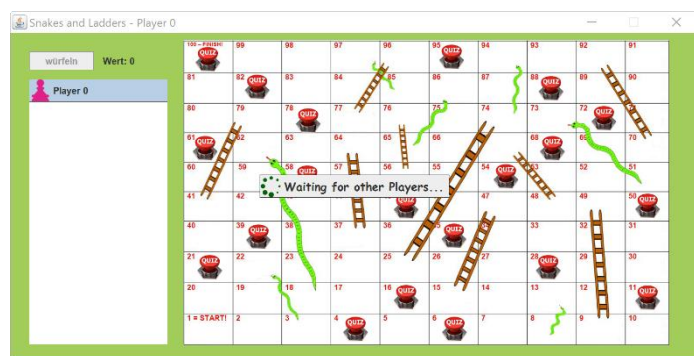 Snakes and Ladders - Player 0
würfeln Wert: 0
Player 0
100 = FINISH! 99 98 97 96 95 94 93 92 91
QUIZ QUIZ
81 82 83 84 85 86 87 88 89 90
QUIZ QUIZ
80 79 78 77 76 75 74 73 72 71
QUIZ QUIZ
61 62 63 64 65 66 67 68 69 70
QUIZ QUIZ
60 59 58 57 56 53 52 51
QUIZ
Waiting for other Players...
41 42 47 48 49 50
QUIZ QUIZ
40 39 38 37 36 35 33 32 31
QUIZ QUIZ
21 22 23 24 25 26 27 28 29 30
QUIZ QUIZ
20 19 18 17 16 15 14 13 12 11
QUIZ QUIZ
1 = START! 2 3 4 5 6 7 8 9 10
QUIZ QUIZ